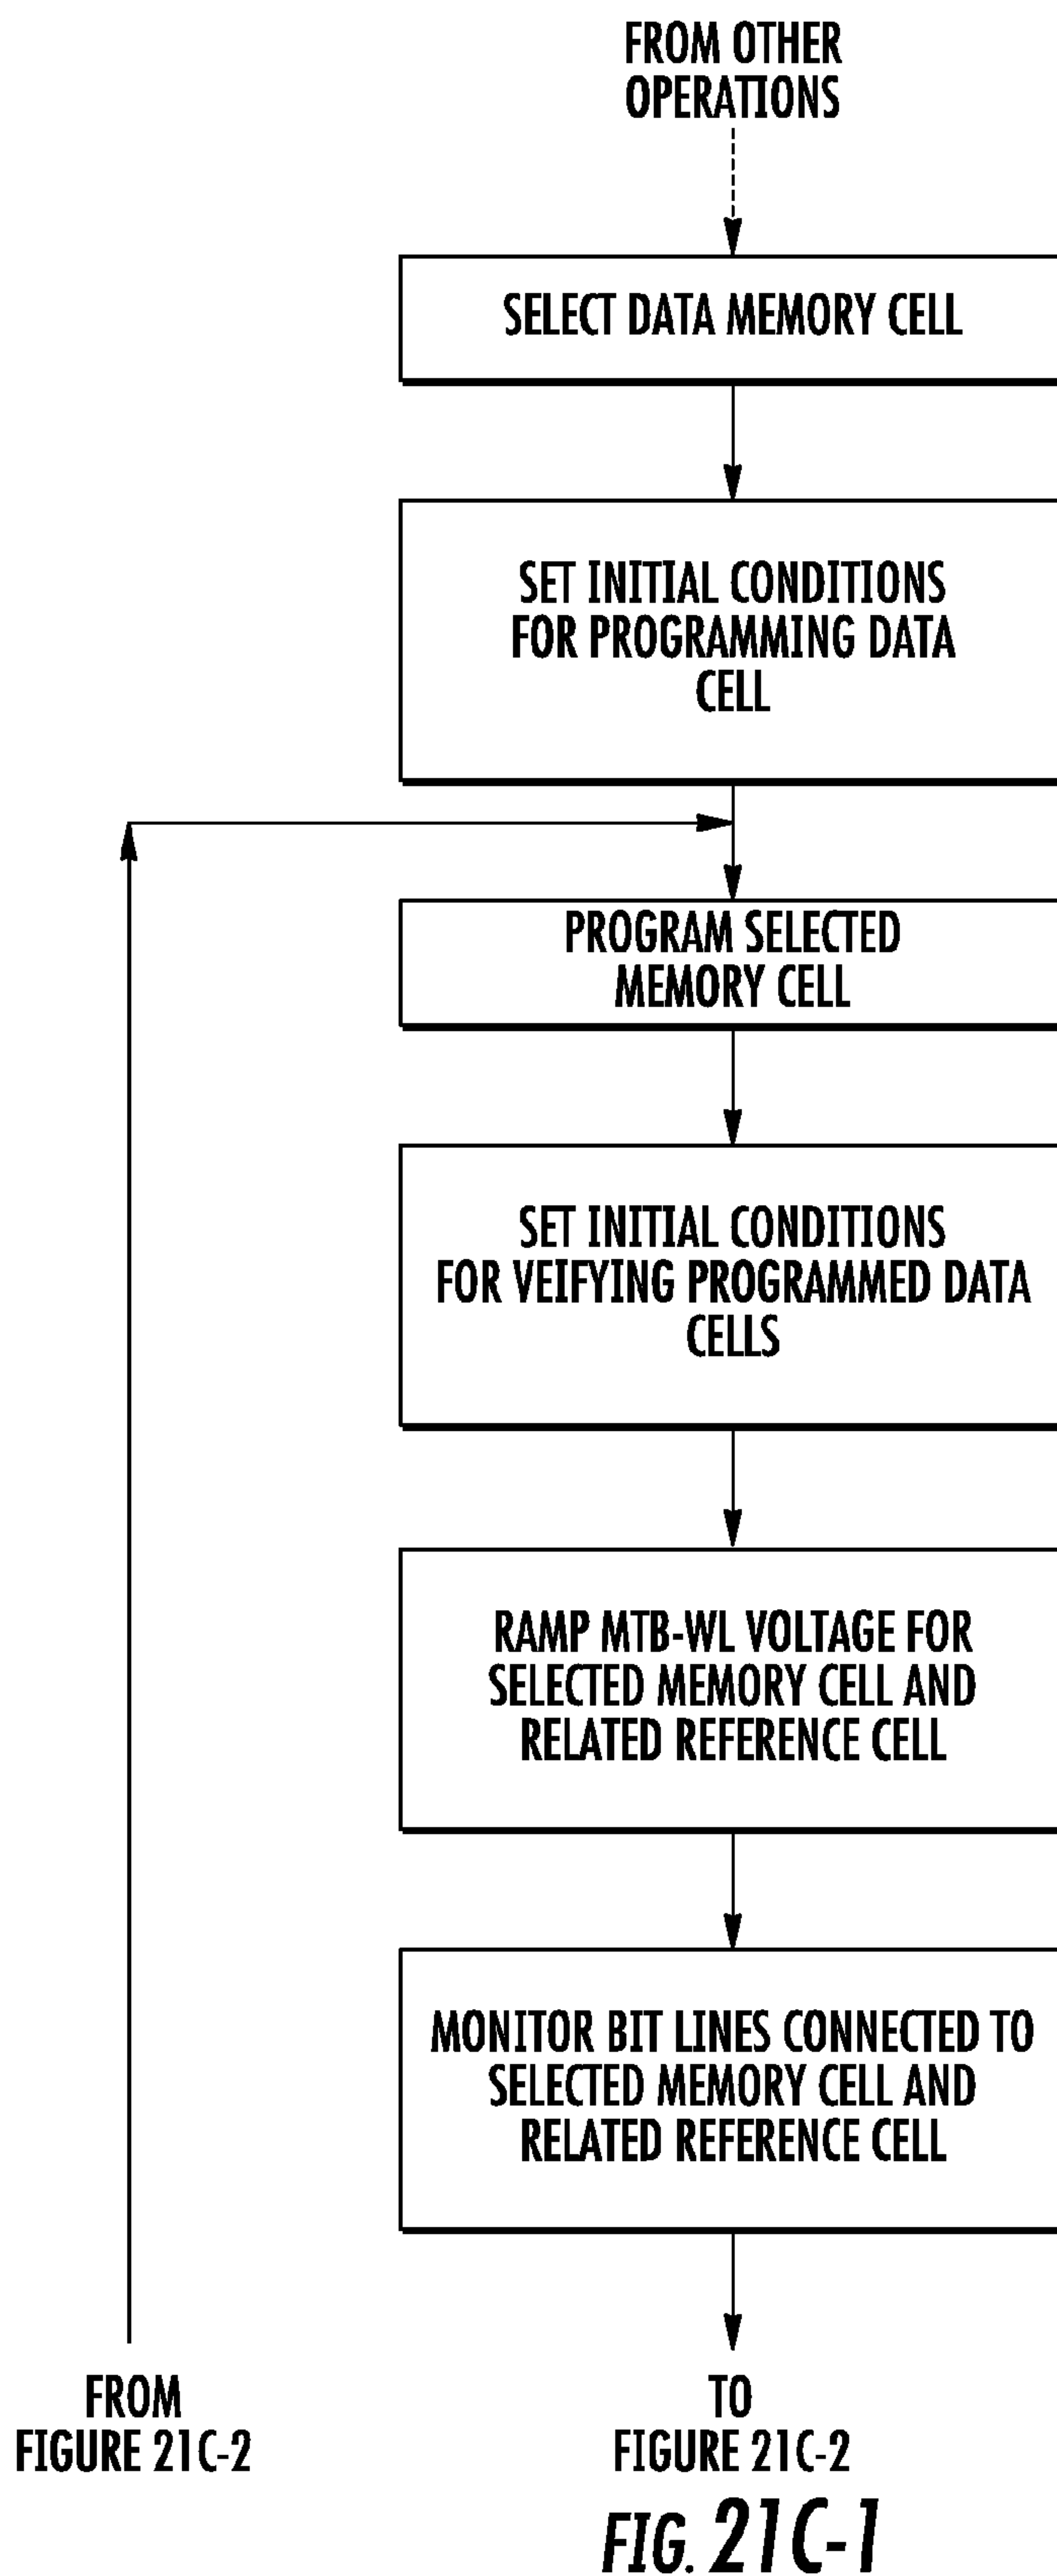 FROM OTHER
OPERATIONS
SELECT DATA MEMORY CELL
SET INITIAL CONDITIONS
FOR PROGRAMMING DATA
CELL
PROGRAM SELECTED
MEMORY CELL
SET INITIAL CONDITIONS
FOR VEIFYING PROGRAMMED DATA
CELLS
RAMP MTB-WL VOLTAGE FOR
SELECTED MEMORY CELL AND
RELATED REFERENCE CELL
MONITOR BIT LINES CONNECTED TO
SELECTED MEMORY CELL AND
RELATED REFERENCE CELL
FROM
FIGURE 21C-2
TO
FIGURE 21C-2
FIG. 21C-1